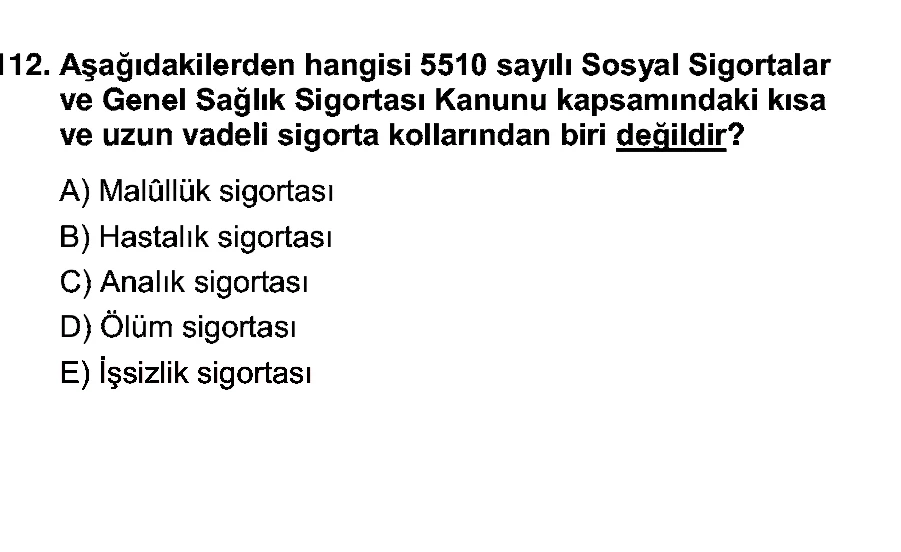 112. Aşağıdakilerden hangisi 5510 sayılı Sosyal Sigortalar
ve Genel Sağlık Sigortası Kanunu kapsamındaki kısa
ve uzun vadeli sigorta kollarından biri değildir?
A) Malûllük sigortası
B) Hastalık sigortası
C) Analık sigortası
D) Ölüm sigortası
E) İşsizlik sigortası